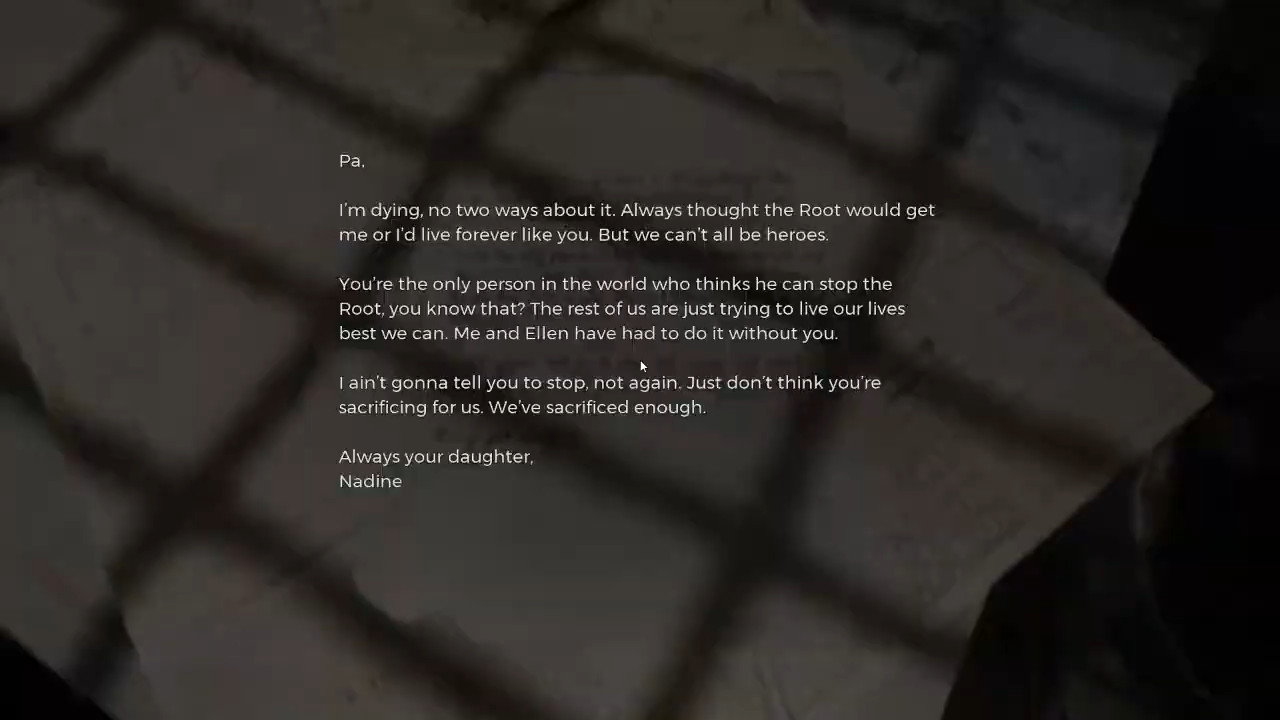 Pa,
I'm dying, no two ways about it. Always thought the Root would get
me or I'd live forever like you. But we can't all be heroes.
You're the only person in the world who thinks he can stop the
Root, you know that? The rest of us are just trying to live our lives
best we can. Me and Ellen have had to do it without you.
I ain't gonna tell you to stop, not again. Just don't think you're
sacrificing for us. We've sacrificed enough.
Always your daughter,
Nadine